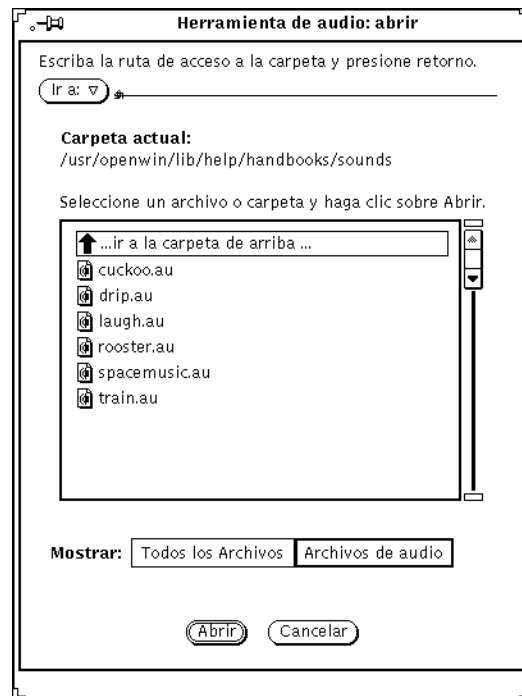 Herramienta de audio: abrir
Escriba la ruta de acceso a la carpeta y presione retorno.
Ir a:
Carpeta actual:
/usr/openwin/lib/help/handbooks/sounds
Seleccione un archivo o carpeta y haga clic sobre Abrir.
...ir a la carpeta de arriba ...
cuckoo.au
drip.au
laugh.au
rooster.au
spacemusic.au
train.au
Mostrar: Todos los Archivos Archivos de audio
Abrir Cancelar